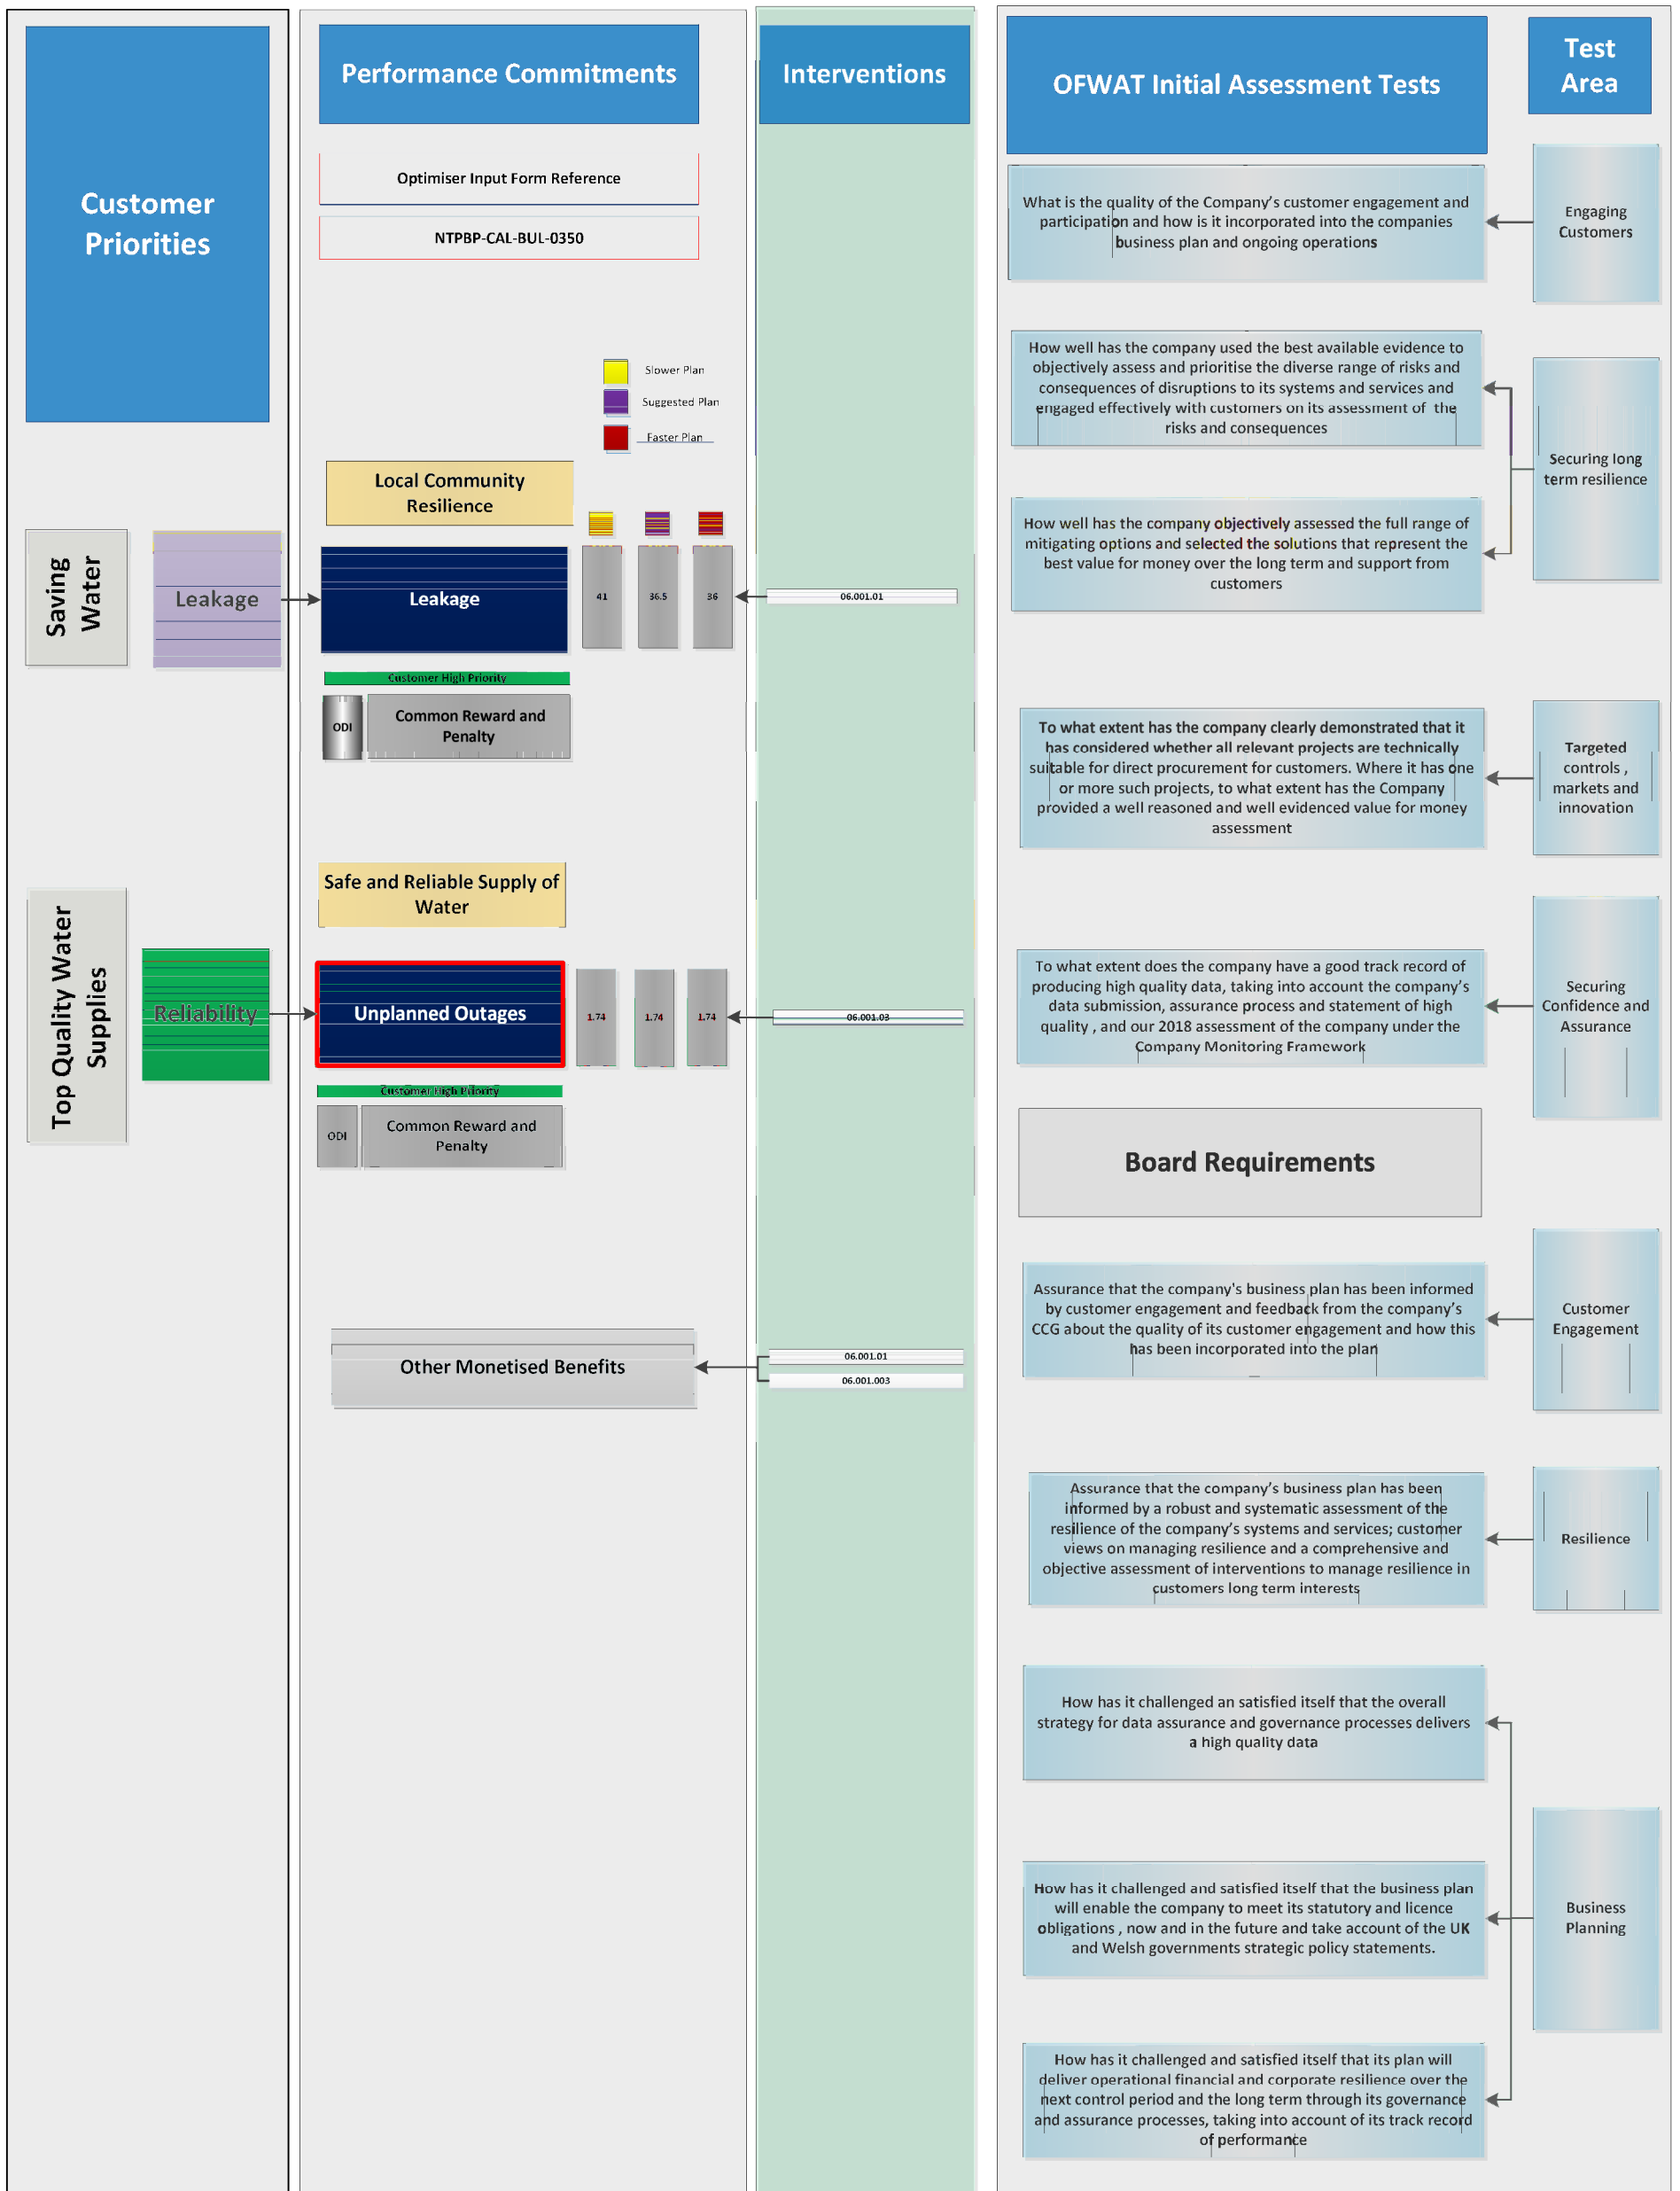 Customer
Priorities
Saving
Water
Leakage
Top Quality Water
Supplies
Reliability
Performance Commitments
Optimiser Input Form Reference
NTPBP-CAL-BUL-0350
Slower Plan
Suggested Plan
Faster Plan
Local Community
Resilience
Leakage
41
36.5
36
Customer High Priority
ODI
Common Reward and
Penalty
Safe and Reliable Supply of
Water
Unplanned Outages
1.74
1.74
1.74
Customer High Priority
ODI
Common Reward and
Penalty
Other Monetised Benefits
Interventions
06.001.01
06.001.03
06.001.01
06.001.003
OFWAT Initial Assessment Tests
Test
Area
What is the quality of the Company's customer engagement and
participation and how is it incorporated into the companies
business plan and ongoing operations
Engaging
Customers
How well has the company used the best available evidence to
objectively assess and prioritise the diverse range of risks and
consequences of disruptions to its systems and services and
engaged effectively with customers on its assessment of the
risks and consequences
Securing long
term resilience
How well has the company objectively assessed the full range of
mitigating options and selected the solutions that represent the
best value for money over the long term and support from
customers
To what extent has the company clearly demonstrated that it
has considered whether all relevant projects are technically
suitable for direct procurement for customers. Where it has one
or more such projects, to what extent has the Company
provided a well reasoned and well evidenced value for money
assessment
Targeted
controls ,
markets and
innovation
To what extent does the company have a good track record of
producing high quality data, taking into account the company's
data submission, assurance process and statement of high
quality , and our 2018 assessment of the company under the
Company Monitoring Framework
Securing
Confidence and
Assurance
Board Requirements
Assurance that the company's business plan has been informed
by customer engagement and feedback from the company's
CCG about the quality of its customer engagement and how this
has been incorporated into the plan
Customer
Engagement
Assurance that the company's business plan has been
informed by a robust and systematic assessment of the
resilience of the company's systems and services; customer
views on managing resilience and a comprehensive and
objective assessment of interventions to manage resilience in
customers long term interests
Resilience
How has it challenged an satisfied itself that the overall
strategy for data assurance and governance processes delivers
a high quality data
How has it challenged and satisfied itself that the business plan
will enable the company to meet its statutory and licence
obligations , now and in the future and take account of the UK
and Welsh governments strategic policy statements.
Business
Planning
How has it challenged and satisfied itself that its plan will
deliver operational financial and corporate resilience over the
next control period and the long term through its governance
and assurance processes, taking into account of its track record
of performance